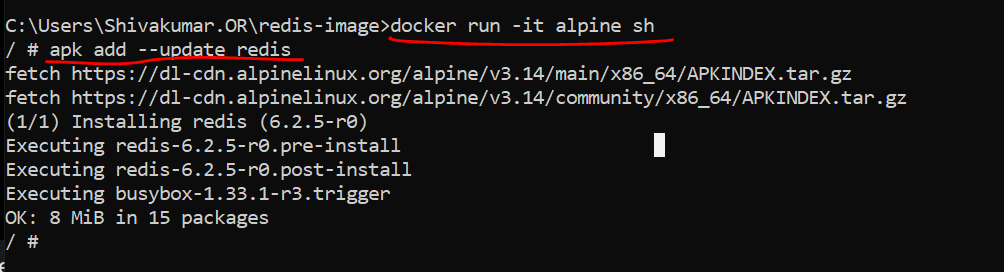 C:\Users\Shivakumar.OR\redis-image>docker run -it alpine sh
/ # apk add --update redis
fetch https://dl-cdn.alpinelinux.org/alpine/v3.14/main/x86_64/APKINDEX.tar.gz
fetch https://dl-cdn.alpinelinux.org/alpine/v3.14/community/x86_64/APKINDEX.tar.gz
(1/1) Installing redis (6.2.5-r0)
Executing redis-6.2.5-r0.pre-install
Executing redis-6.2.5-r0.post-install
Executing busybox-1.33.1-r3.trigger
OK: 8 MiB in 15 packages
/ #